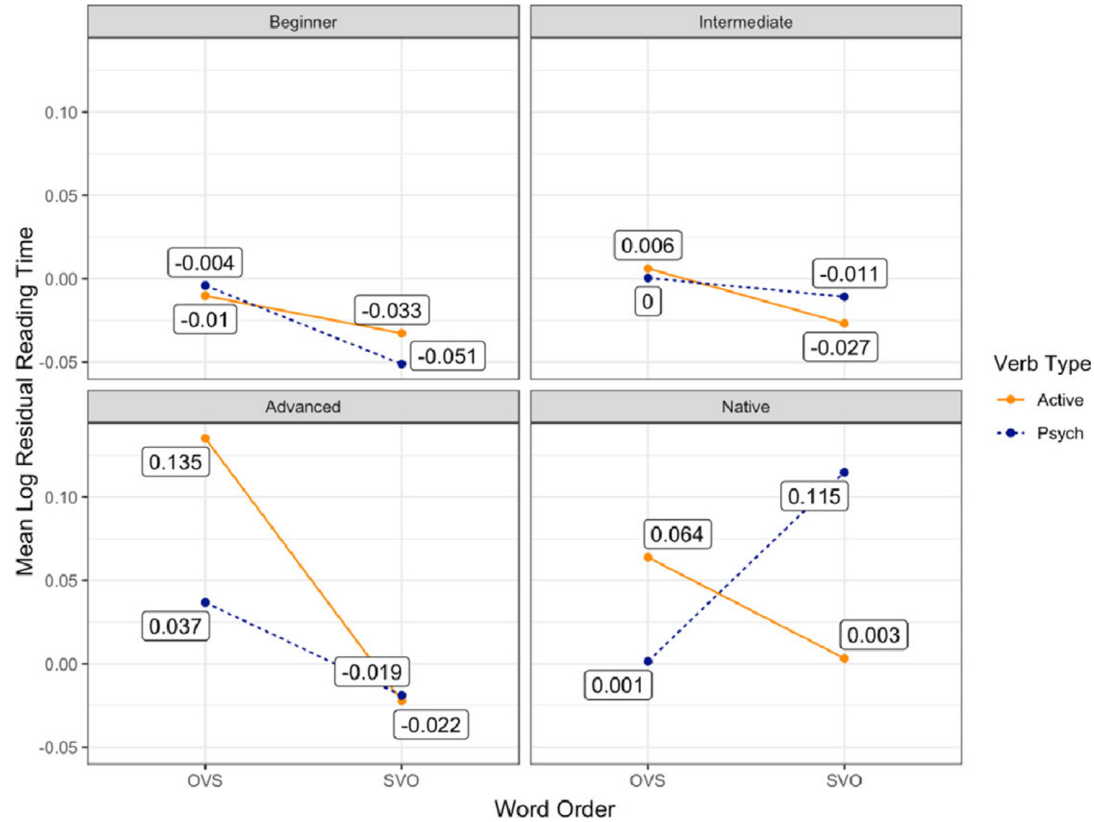 Beginner
Intermediate
Mean Log Residual Reading Time
0.10
0.05
0.00
-0.05
-0.004
-0.01
-0.033
-0.051
0.006
0
-0.011
-0.027
Verb Type
Active
Psych
Advanced
Native
0.10
0.05
0.00
-0.05
0.135
0.037
-0.019
-0.022
0.064
0.001
0.115
0.003
OVS
SVO
OVS
SVO
Word Order